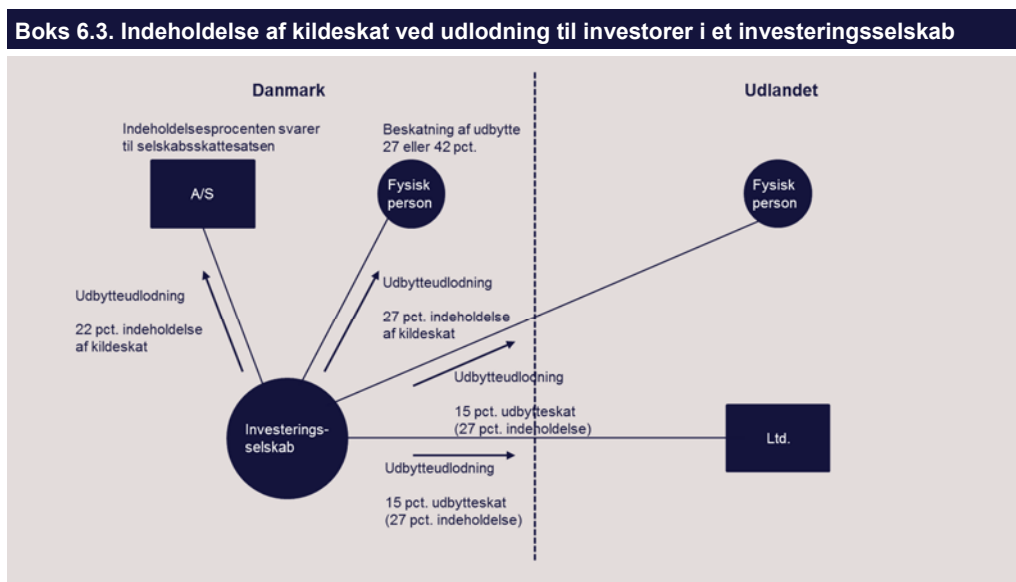 Boks 6.3. Indeholdelse af kildeskat ved udlodning til investorer i et investeringsselskab
Danmark
Udlandet
Indeholdelsesprocenten svarer
til selskabsskattesatsen
Beskatning af udbytte
27 eller 42 pct.
A/S
Fysisk
person
Fysisk
person
Udbytteudlodning
22 pct. indeholdelse
af kildeskat
Udbytteudlodning
27 pct. indeholdelse
af kildeskat
Udbytteudlodning
15 pct. udbytteskat
(27 pct. indeholdelse)
Investerings-
selskab
Ltd.
Udbytteudlodning
15 pct. udbytteskat
(27 pct. indeholdelse)